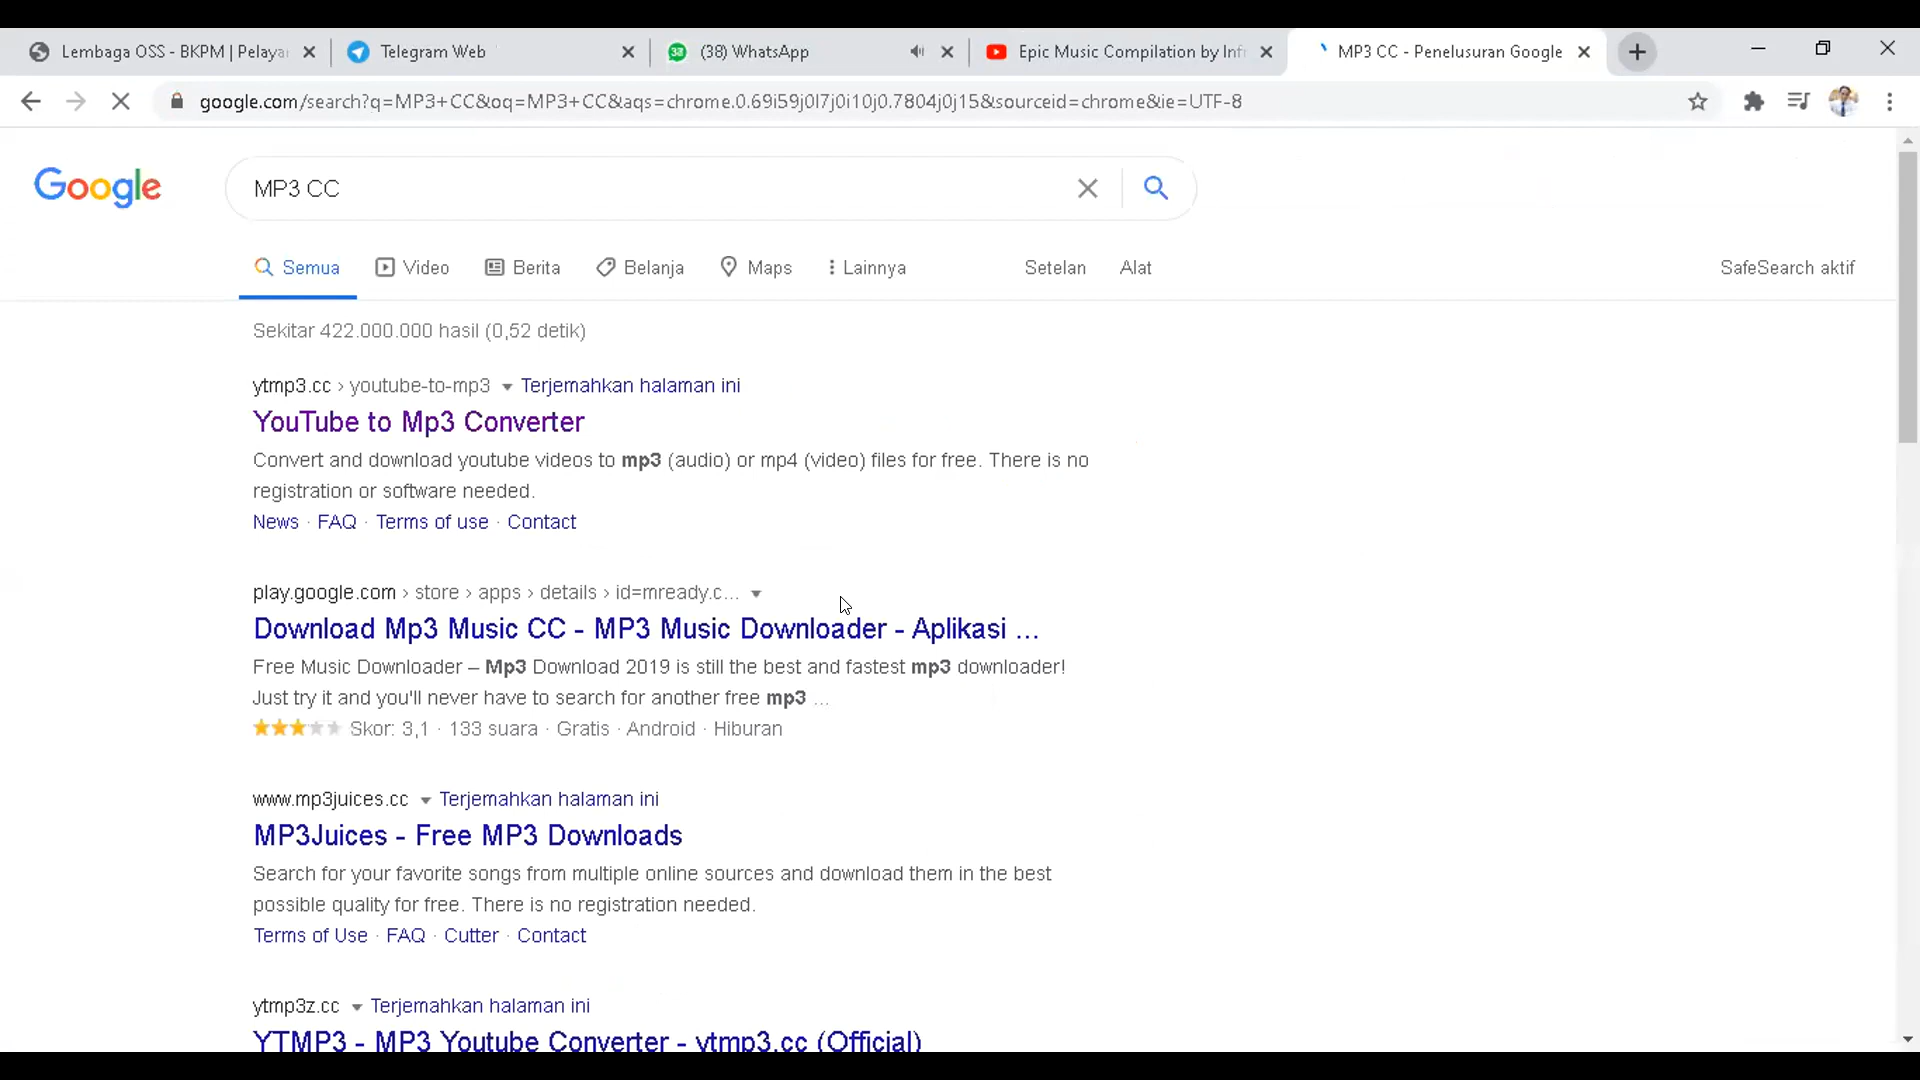 Lembaga OSS - BKPM | Pelaya
Telegram Web
(38) WhatsApp
Epic Music Compilation by Infr
MP3 CC - Penelusuran Google
google.com/search?q=MP3+CC&oq=MP3+CC&aqs=chrome.0.69i59j0l7j0i10j0.7804j0j15&sourceid=chrome&ie=UTF-8
Google
MP3 CC
Semua
Video
Berita
Belanja
Maps
Lainnya
Setelan
Alat
SafeSearch aktif
Sekitar 422.000.000 hasil (0,52 detik)
ytmp3.cc › youtube-to-mp3 Terjemahkan halaman ini
YouTube to Mp3 Converter
Convert and download youtube videos to mp3 (audio) or mp4 (video) files for free. There is no
registration or software needed.
News · FAQ · Terms of use · Contact
play.google.com › store › apps › details › id=mready.c...
Download Mp3 Music CC - MP3 Music Downloader - Aplikasi ...
Free Music Downloader – Mp3 Download 2019 is still the best and fastest mp3 downloader!
Just try it and you'll never have to search for another free mp3 ...
Skor: 3,1 · 133 suara · Gratis · Android · Hiburan
www.mp3juices.cc Terjemahkan halaman ini
MP3Juices - Free MP3 Downloads
Search for your favorite songs from multiple online sources and download them in the best
possible quality for free. There is no registration needed.
Terms of Use · FAQ · Cutter · Contact
ytmp3z.cc Terjemahkan halaman ini
YTMP3 - MP3 Youtube Converter - ytmp3.cc (Official)